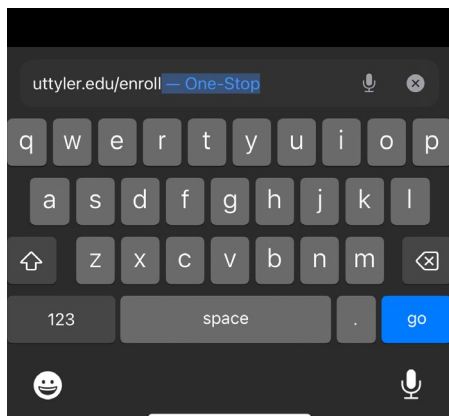 uttyler.edu/enroll — One-Stop
q w e r t y u i o p
a s d f g h j k l
z x c v b n m
123 space . go